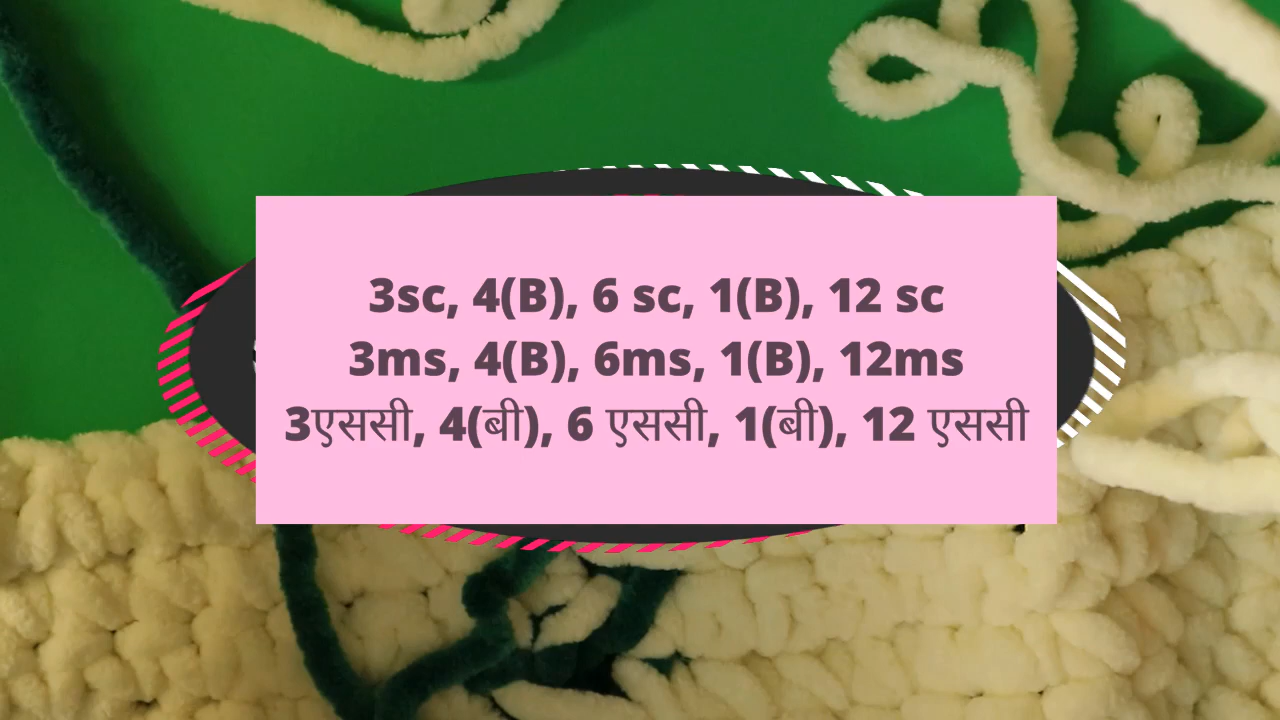 3sc, 4(B), 6 sc, 1(B), 12 sc
3ms, 4(B), 6ms, 1(B), 12ms
3एससी, 4(बी), 6 एससी, 1(बी), 12 एससी